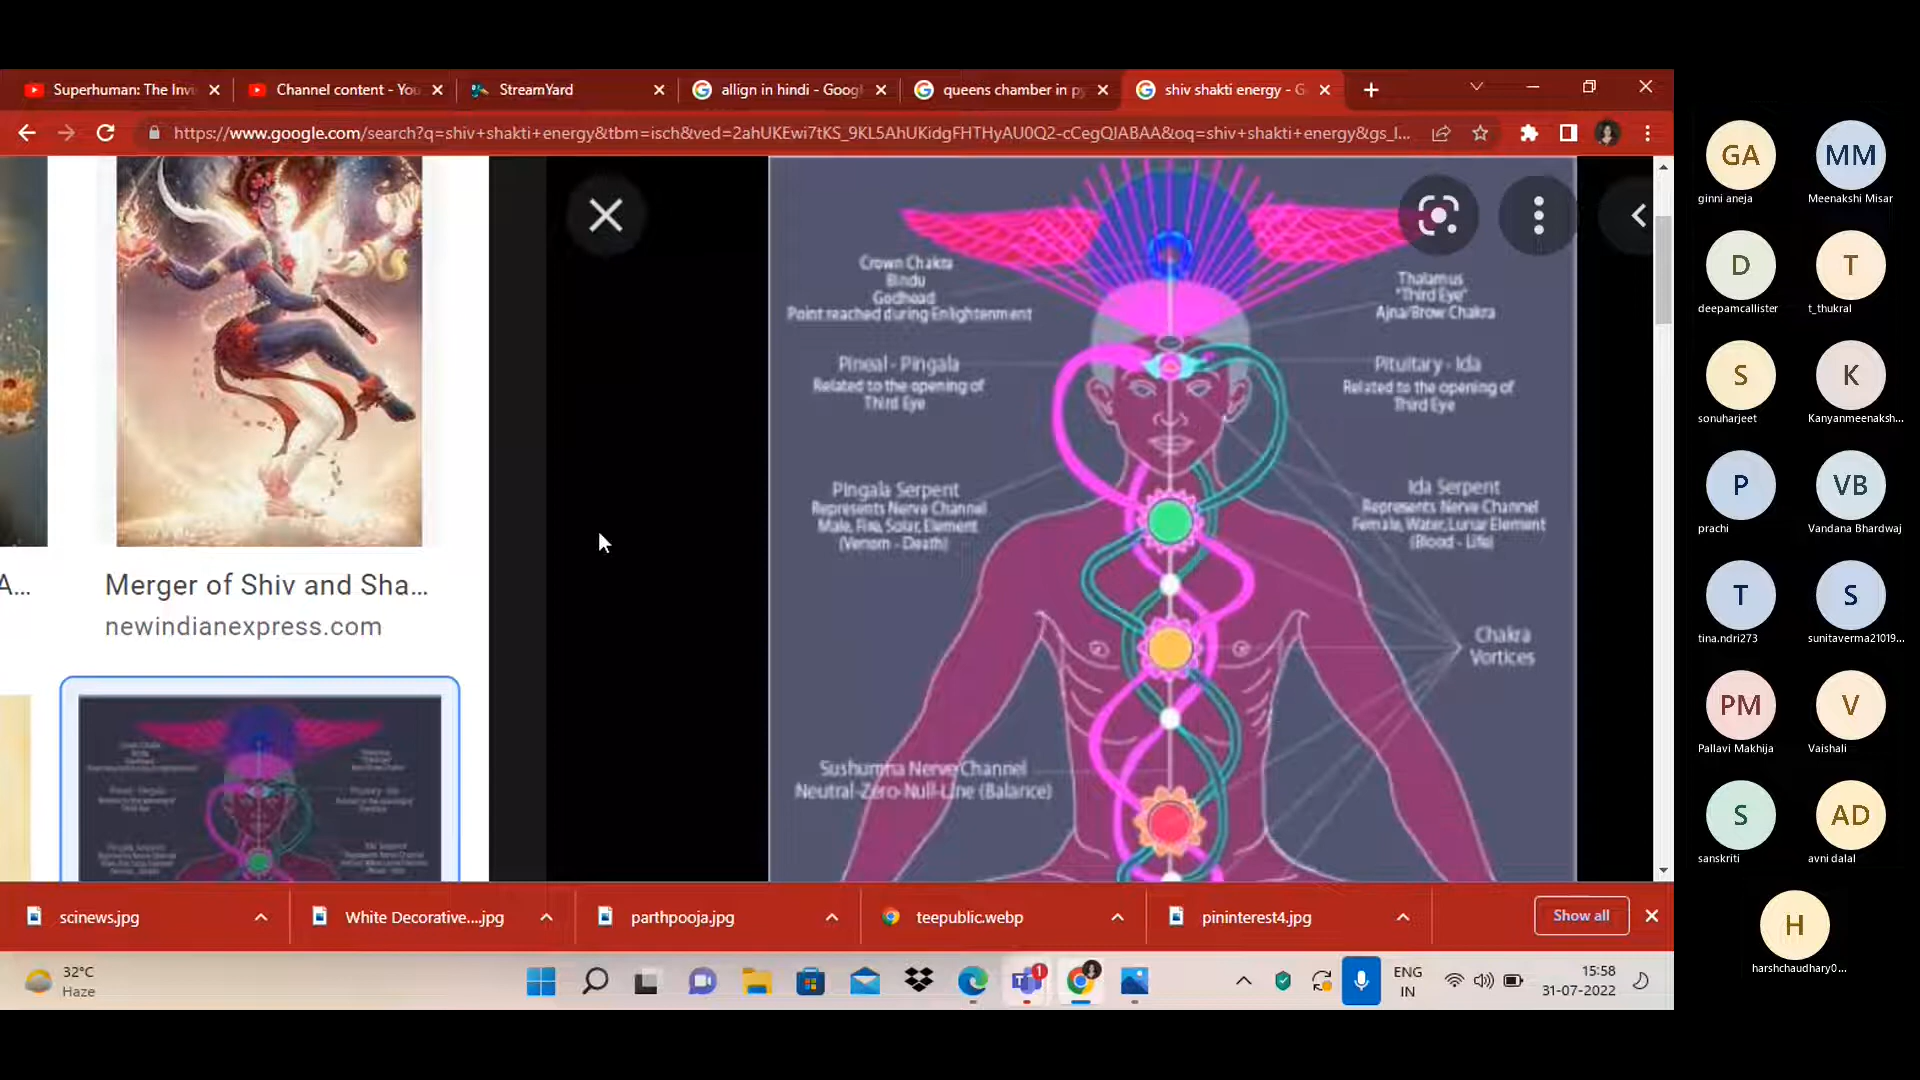 Superhuman: The Inv
Channel content - You
StreamYard
allign in hindi - Googl
queens chamber in py
shiv shakti energy - G
https://www.google.com/search?q=shiv+shakti+energy&tbm=isch&ved=2ahUKEwi7tKS_9KL5AhUKidgFHTHyAU0Q2-cCegQIABAA&oq=shiv+shakti+energy&gs_l...
A...
Merger of Shiv and Sha...
newindianexpress.com
Crown Chakra
Bindu
Godhead
Point reached during Enlightenment
Thalamus
"Third Eye"
Ajna/Brow Chakra
Pineal - Pingala
Related to the opening of
Third Eye
Pituitary - Ida
Related to the opening of
Third Eye
Pingala Serpent
Represents Nerve Channel
Male, Fire, Solar, Element
(Venom - Death)
Ida Serpent
Represents Nerve Channel
Female, Water, Lunar Element
(Blood - Life)
Chakra
Vortices
Sushumna Nerve Channel
Neutral-Zero-Null-Line (Balance)
GA
ginni aneja
MM
Meenakshi Misar
D
deepamcallister
T
t_thukral
S
sonuharjeet
K
Kanyanmeenaksh...
P
prachi
VB
Vandana Bhardwaj
T
tina.ndri273
S
sunitaverma21019...
PM
Pallavi Makhija
V
Vaishali
S
sanskriti
AD
avni dalal
H
harshchaudhary0...
scinews.jpg
White Decorative....jpg
parthpooja.jpg
teepublic.webp
pininterest4.jpg
Show all
32°C
Haze
1
ENG
IN
15:58
31-07-2022